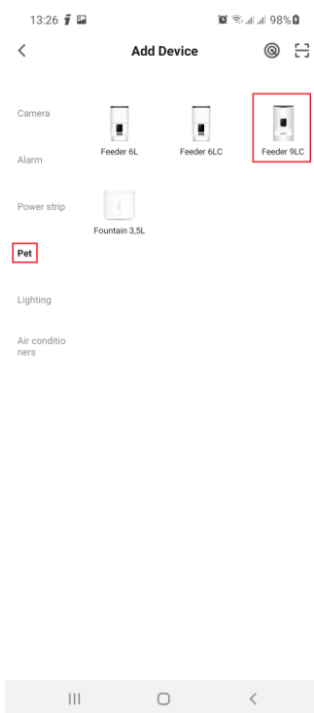 13:26 98%
Add Device
Camera
Alarm
Power strip
Pet
Lighting
Air conditio
ners
Feeder 6L
Feeder 6LC
Feeder 9LC
Fountain 3,5L